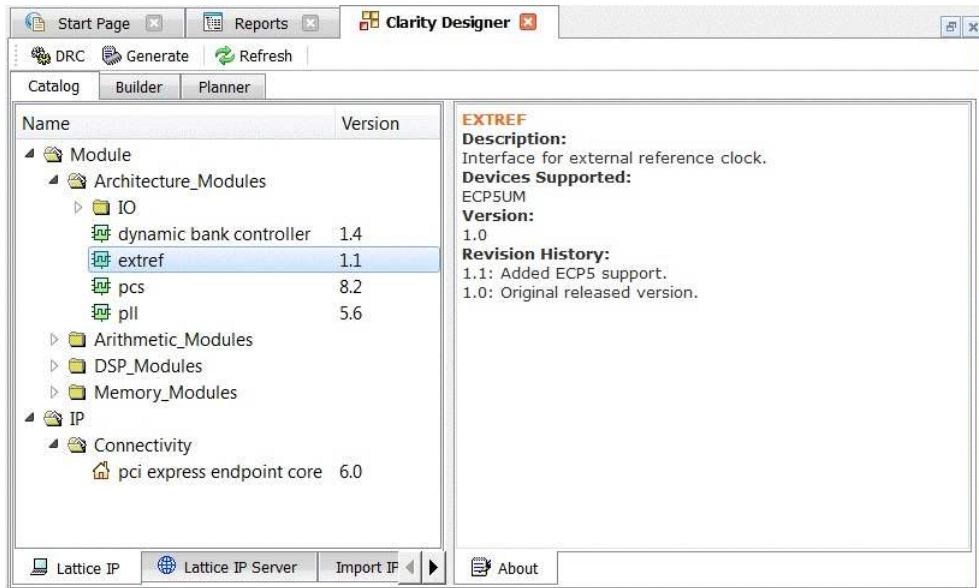 Start Page Reports Clarity Designer
DRC Generate Refresh
Catalog Builder Planner
Name Version
Module
Architecture_Modules
IO
dynamic bank controller 1.4
extref 1.1
pcs 8.2
pll 5.6
Arithmetic_Modules
DSP_Modules
Memory_Modules
IP
Connectivity
pci express endpoint core 6.0
Lattice IP Lattice IP Server Import IP
EXTREF
Description:
Interface for external reference clock.
Devices Supported:
ECP5UM
Version:
1.0
Revision History:
1.1: Added ECP5 support.
1.0: Original released version.
About